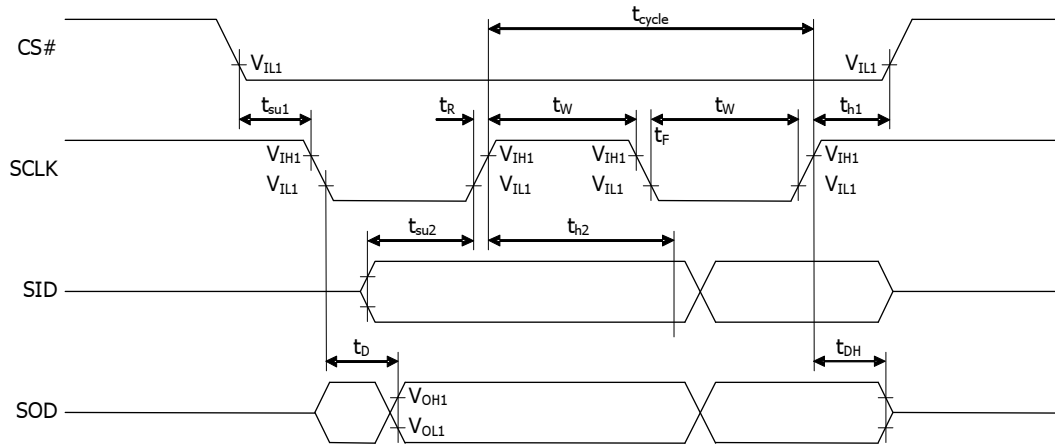 t_cycle
CS#
V_IL1 V_IL1
t_su1 t_R t_W t_W t_h1
t_F
V_IH1 V_IH1 V_IH1
SCLK
V_IL1 V_IL1 V_IL1 V_IL1
t_su2 t_h2
SID
t_D t_DH
V_OH1
SOD
V_OL1